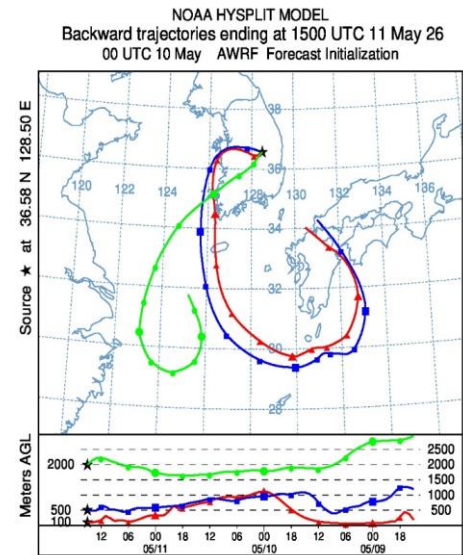 NOAA HYSPLIT MODEL
Backward trajectories ending at 1500 UTC 11 May 26
00 UTC 10 May AWRF Forecast Initialization
Source ★ at 36.58 N 128.50 E
38
36
120 122 124 126 128 130 132 134 136
34
32
30
28
Meters AGL
2000
500
100
2500
2000
1500
1000
500
12 06 00 18 12 06 00 18 12 06 00 18
05/11 05/10 05/09